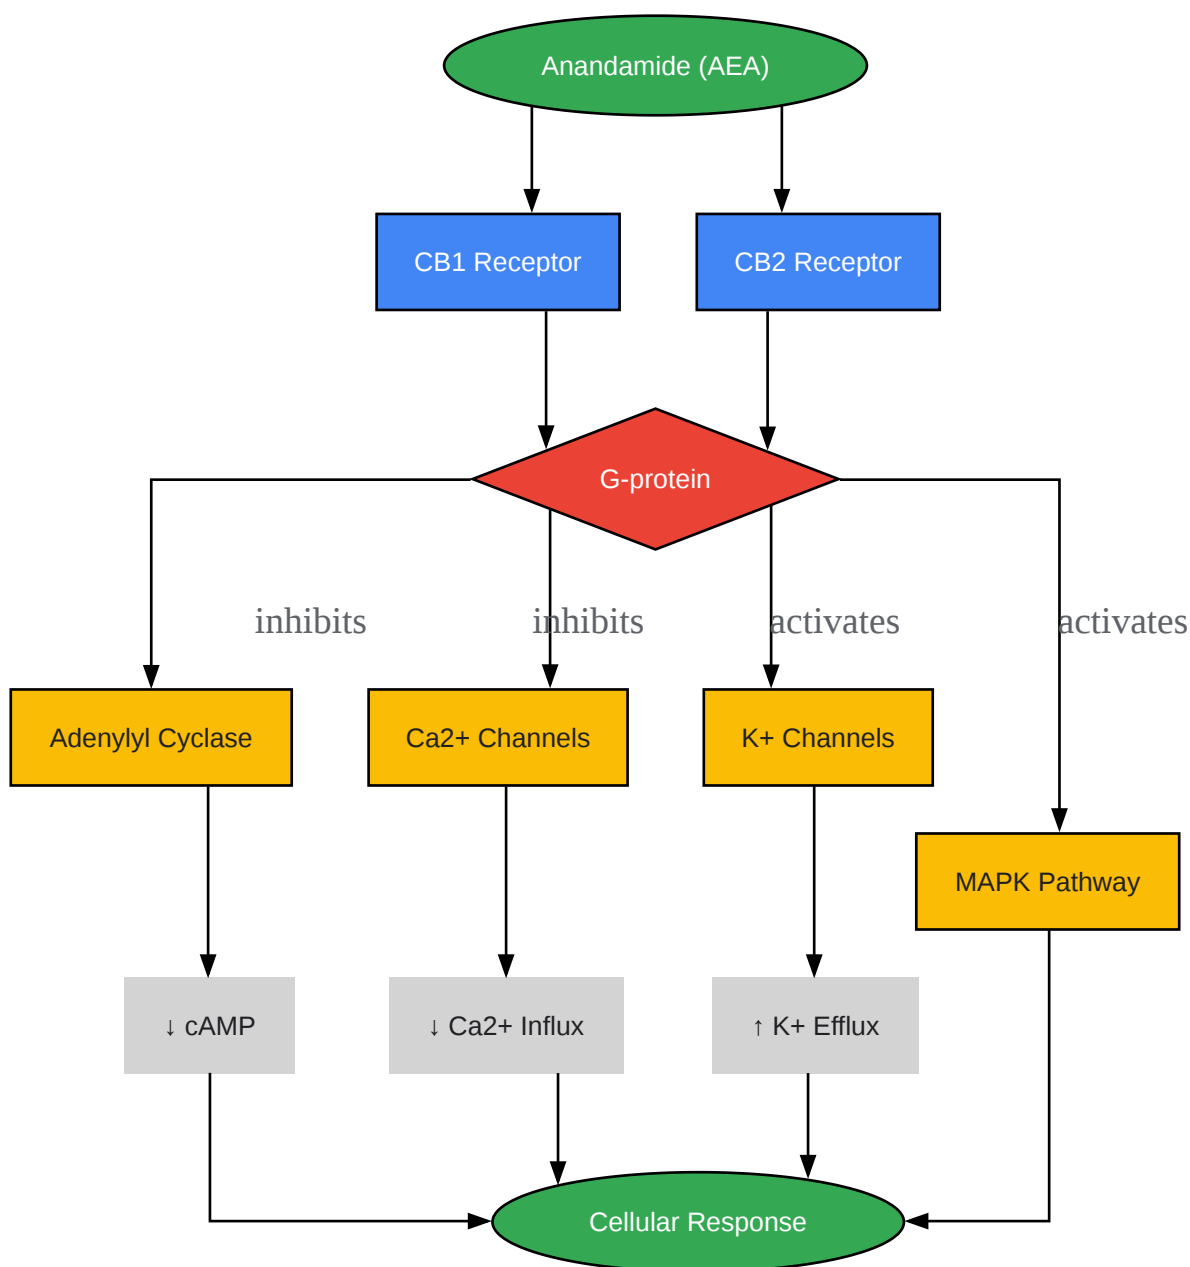 Anandamide (AEA)
CB1 Receptor
CB2 Receptor
G-protein
inhibits
inhibits
activates
activates
Adenylyl Cyclase
Ca2+ Channels
K+ Channels
MAPK Pathway
↓ cAMP
↓ Ca2+ Influx
↑ K+ Efflux
Cellular Response